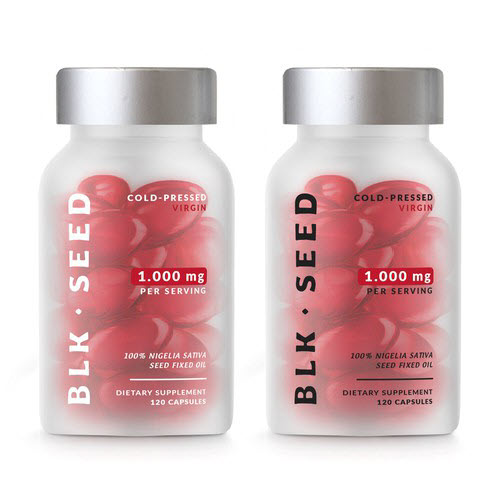 BLK · SEED
COLD-PRESSED
VIRGIN
1.000 mg
PER SERVING
100% NIGELIA SATIVA
SEED FIXED OIL
DIETARY SUPPLEMENT
120 CAPSULES
BLK · SEED
COLD-PRESSED
VIRGIN
1.000 mg
PER SERVING
100% NIGELIA SATIVA
SEED FIXED OIL
DIETARY SUPPLEMENT
120 CAPSULES